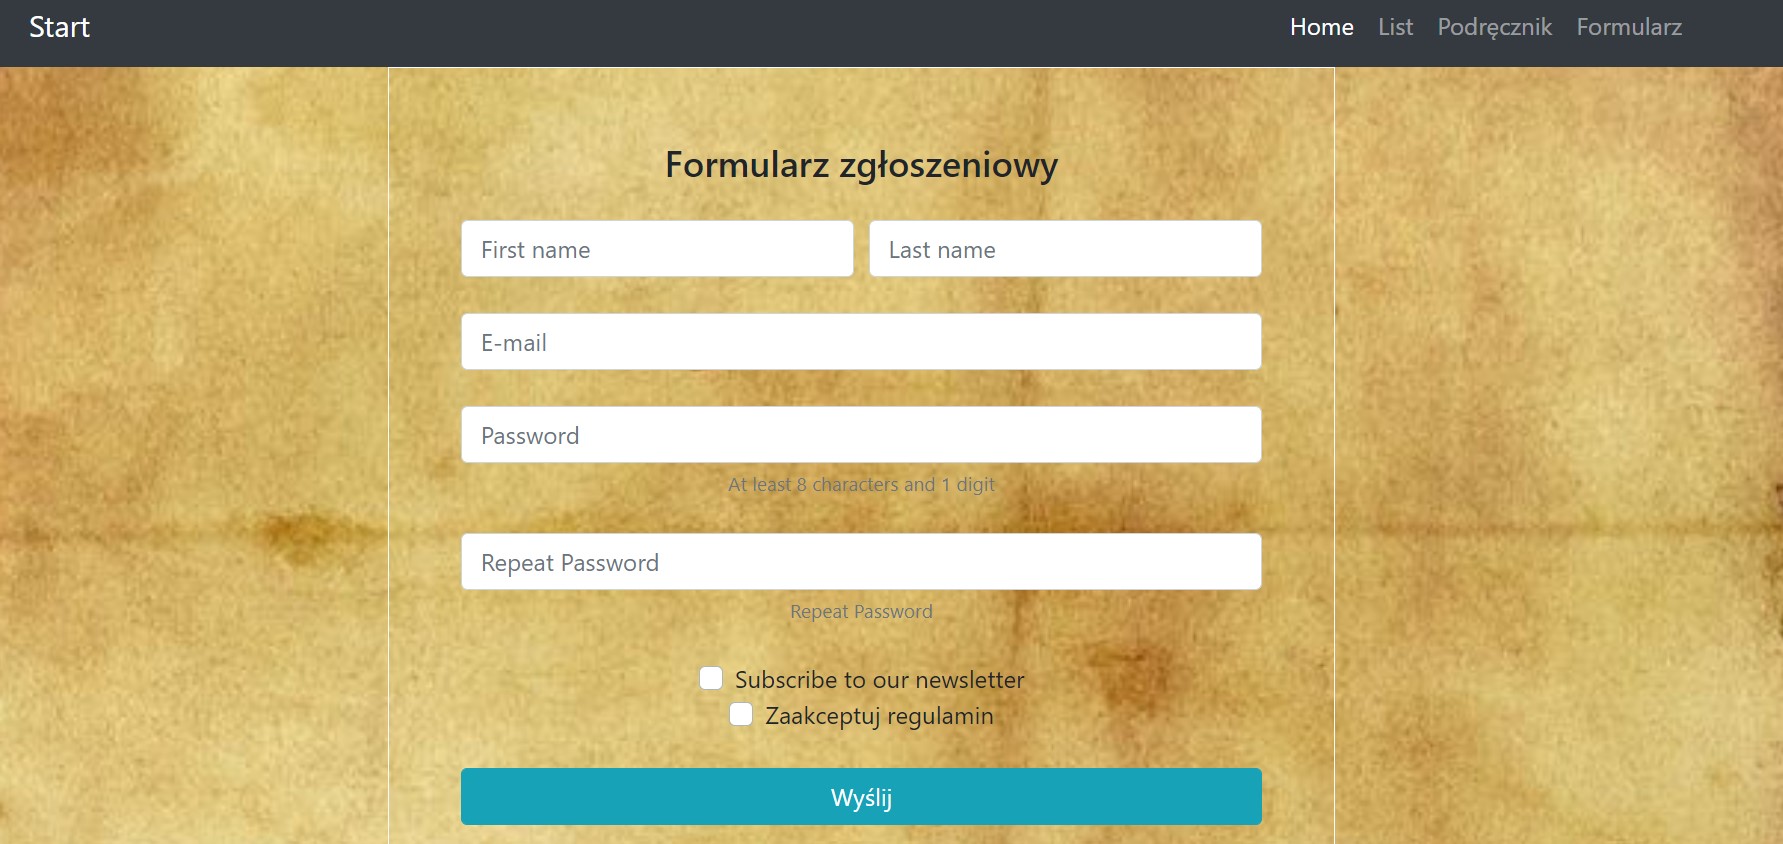 Start Home List Podręcznik Formularz
Formularz zgłoszeniowy
First name Last name
E-mail
Password
At least 8 characters and 1 digit
Repeat Password
Repeat Password
Subscribe to our newsletter
Zaakceptuj regulamin
Wyślij